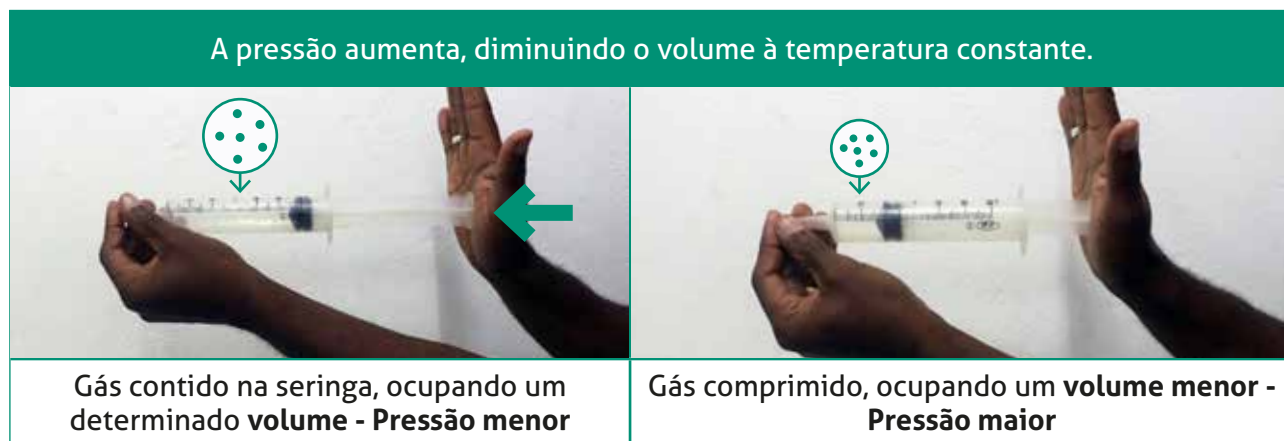 A pressão aumenta, diminuindo o volume à temperatura constante.
Gás contido na seringa, ocupando um
determinado volume - Pressão menor
Gás comprimido, ocupando um volume menor -
Pressão maior